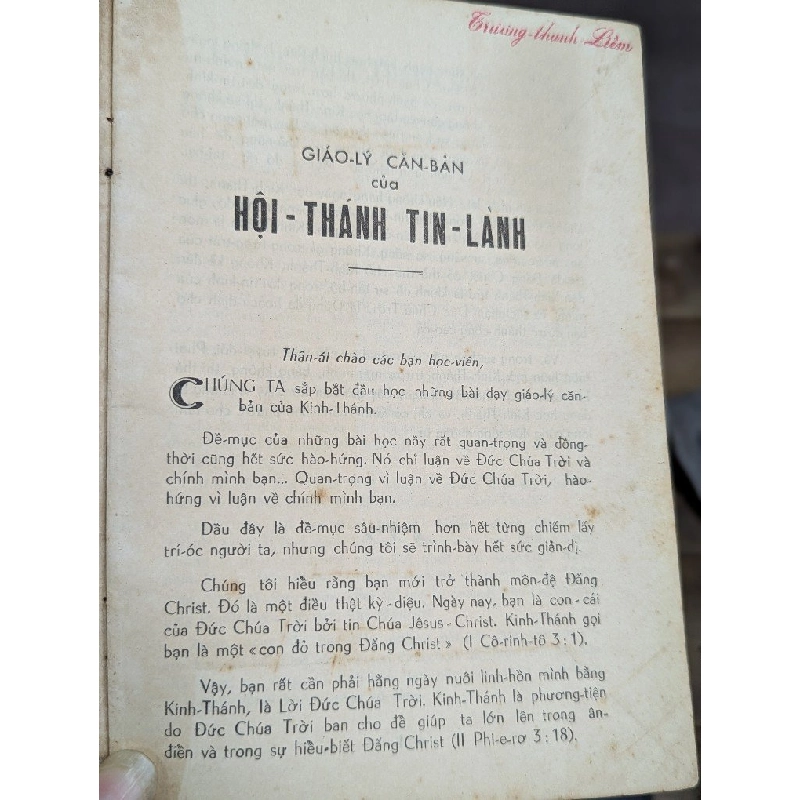 Trương-thanh-Liêm
GIÁO-LÝ CĂN-BẢN
của
HỘI-THÁNH TIN-LÀNH
Thân-ái chào các bạn học-viên,
CHÚNG TA sắp bắt đầu học những bài dạy giáo-lý căn-
bản của Kinh-Thánh.
Đề-mục của những bài học nầy rất quan-trọng và đồng-
thời cũng hết sức hào-hứng. Nó chỉ luận về Đức Chúa Trời và
chính mình bạn... Quan-trọng vì luận về Đức Chúa Trời, hào-
hứng vì luận về chính mình bạn.
Dầu đây là đề-mục sâu-nhiệm hơn hết từng chiếm lấy
trí-óc người ta, nhưng chúng tôi sẽ trình-bày hết sức giản-dị.
Chúng tôi hiểu rằng bạn mới trở thành môn-đệ Đấng
Christ. Đó là một điều thật kỳ-diệu. Ngày nay, bạn là con-cái
của Đức Chúa Trời bởi tin Chúa Jêsus-Christ. Kinh-Thánh gọi
bạn là một «con đỏ trong Đấng Christ» (I Cô-rinh-tô 3:1).
Vậy, bạn rất cần phải hằng ngày nuôi linh-hồn mình bằng
Kinh-Thánh, là Lời Đức Chúa Trời. Kinh-Thánh là phương-tiện
do Đức Chúa Trời ban cho để giúp ta lớn lên trong ân-
điển và trong sự hiểu-biết Đấng Christ (II Phi-e-rơ 3:18).